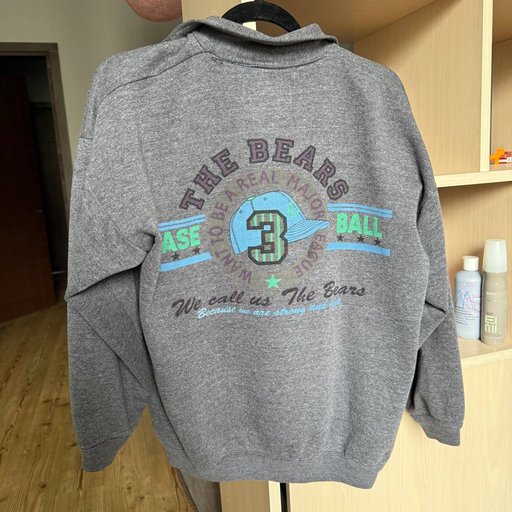 THE BEARS
WANT TO BE A REAL MAJOR LEAGUE
ASE 3 BALL
We call us The Bears
Because we are strong and